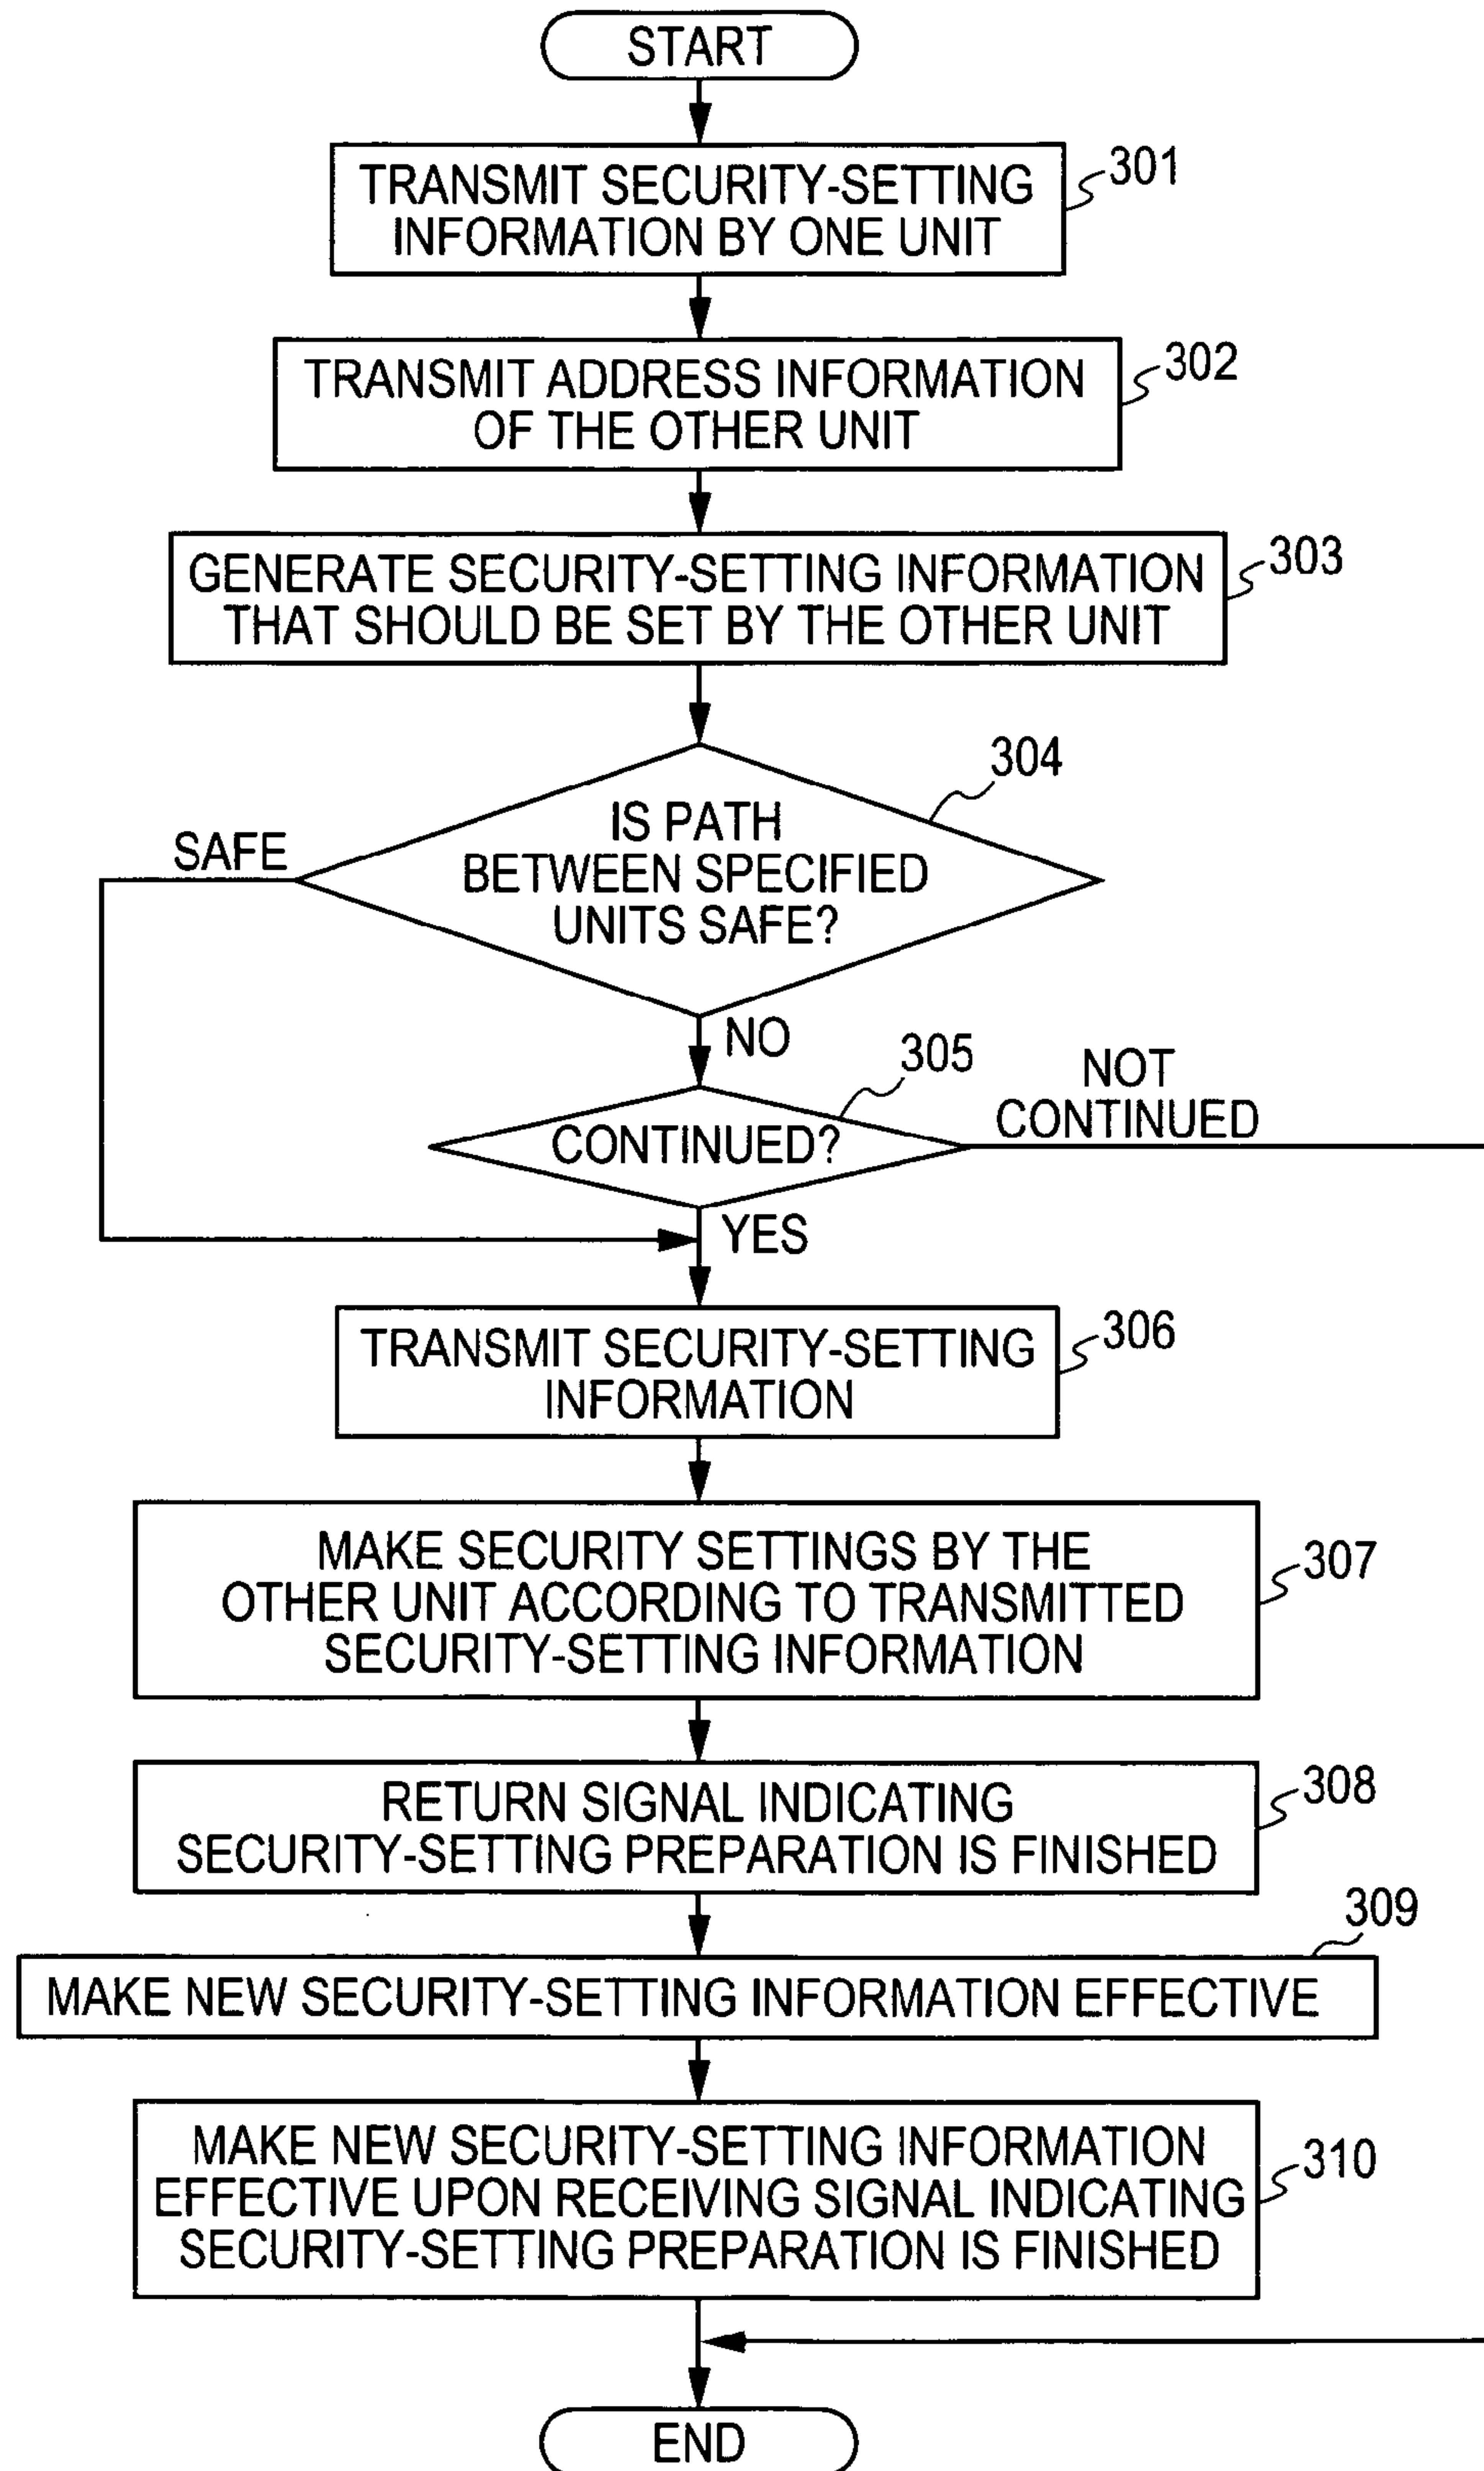 START
TRANSMIT SECURITY-SETTING
INFORMATION BY ONE UNIT
301
TRANSMIT ADDRESS INFORMATION
OF THE OTHER UNIT
302
GENERATE SECURITY-SETTING INFORMATION
THAT SHOULD BE SET BY THE OTHER UNIT
303
304
IS PATH
BETWEEN SPECIFIED
UNITS SAFE?
SAFE
NO
305
CONTINUED?
NOT
CONTINUED
YES
TRANSMIT SECURITY-SETTING
INFORMATION
306
MAKE SECURITY SETTINGS BY THE
OTHER UNIT ACCORDING TO TRANSMITTED
SECURITY-SETTING INFORMATION
307
RETURN SIGNAL INDICATING
SECURITY-SETTING PREPARATION IS FINISHED
308
309
MAKE NEW SECURITY-SETTING INFORMATION EFFECTIVE
MAKE NEW SECURITY-SETTING INFORMATION
EFFECTIVE UPON RECEIVING SIGNAL INDICATING
SECURITY-SETTING PREPARATION IS FINISHED
310
END